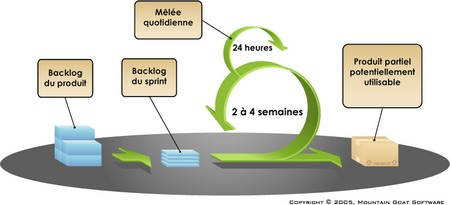 Mêlée
quotidienne
24 heures
Backlog
du produit
Backlog
du sprint
2 à 4 semaines
Produit partiel
potentiellement
utilisable
Copyright © 2005, Mountain Goat Software